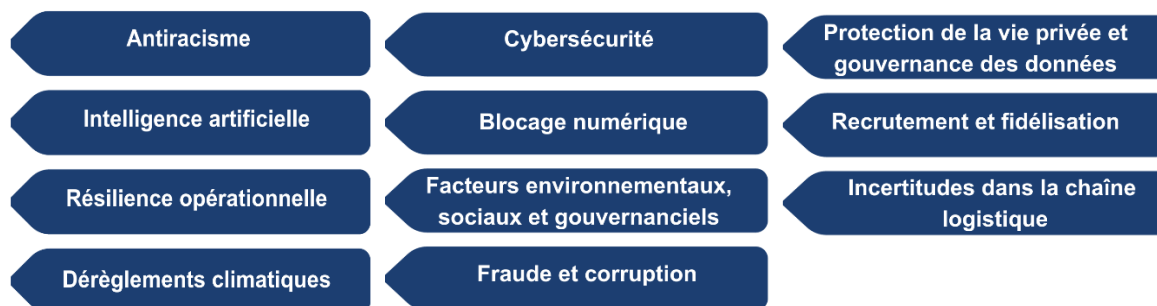 Antiracisme
Cybersécurité
Protection de la vie privée et
gouvernance des données
Intelligence artificielle
Blocage numérique
Recrutement et fidélisation
Résilience opérationnelle
Facteurs environnementaux,
sociaux et gouvernanciels
Incertitudes dans la chaîne
logistique
Dérèglements climatiques
Fraude et corruption